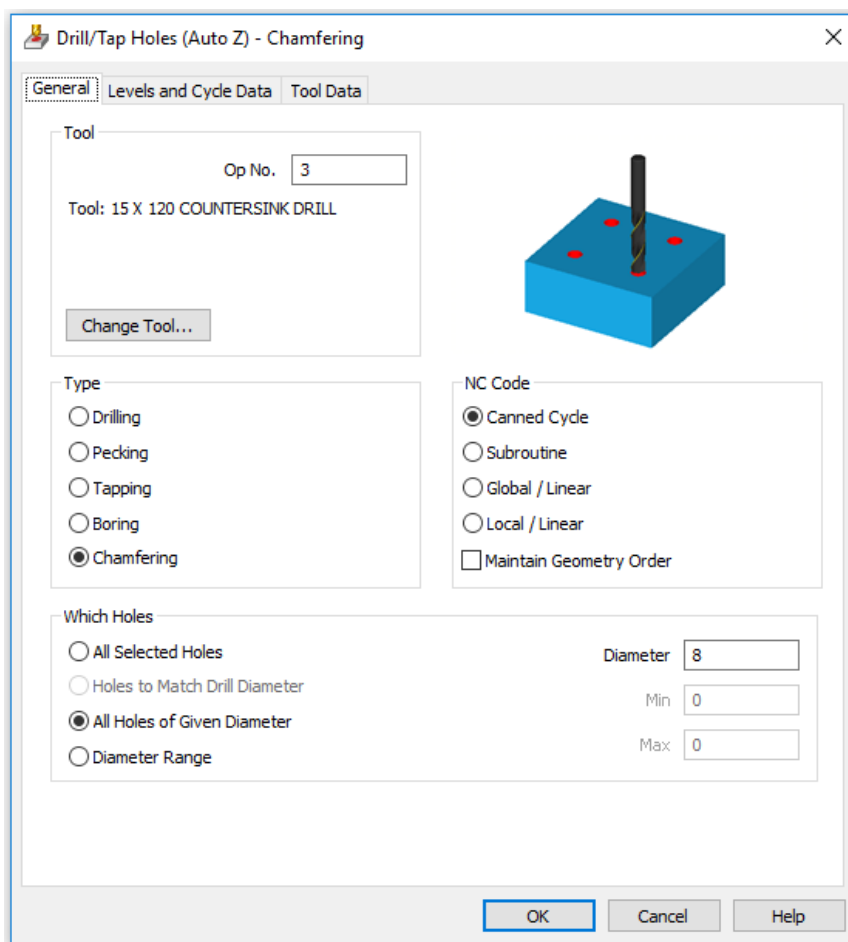 Drill/Tap Holes (Auto Z) - Chamfering
General Levels and Cycle Data Tool Data
Tool
Op No. 3
Tool: 15 X 120 COUNTERSINK DRILL
Change Tool...
Type
Drilling
Pecking
Tapping
Boring
Chamfering
NC Code
Canned Cycle
Subroutine
Global / Linear
Local / Linear
Maintain Geometry Order
Which Holes
All Selected Holes
Holes to Match Drill Diameter
All Holes of Given Diameter
Diameter Range
Diameter 8
Min 0
Max 0
OK Cancel Help